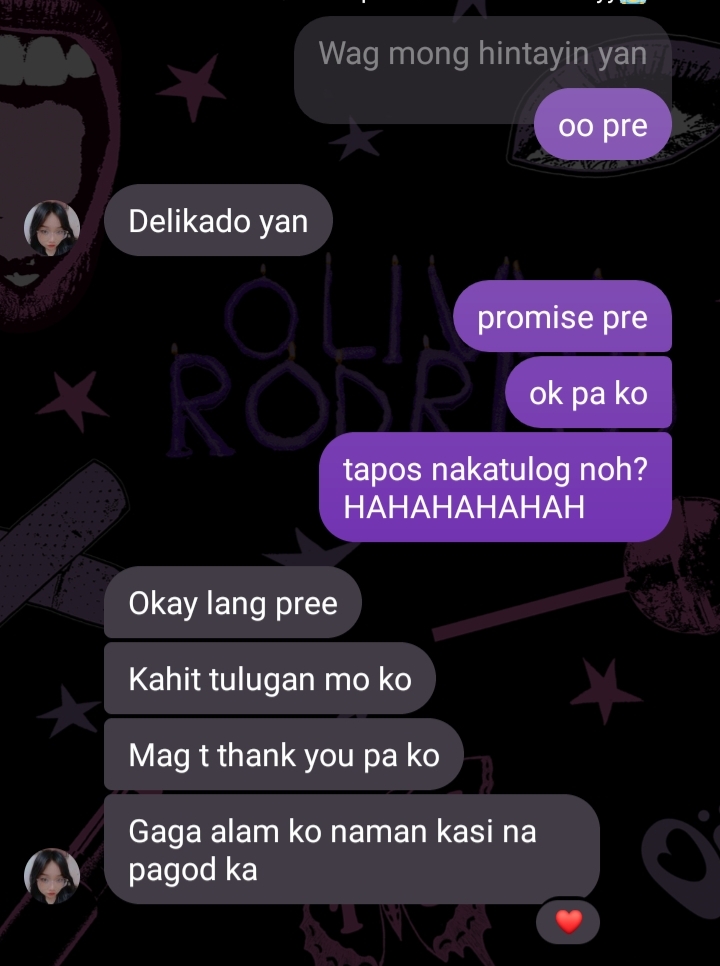 Wag mong hintayin yan
oo pre
Delikado yan
OLIV
RODR
promise pre
ok pa ko
tapos nakatulog noh?
HAHAHAHAHAH
Okay lang pree
Kahit tulugan mo ko
Mag t thank you pa ko
Gaga alam ko naman kasi na
pagod ka